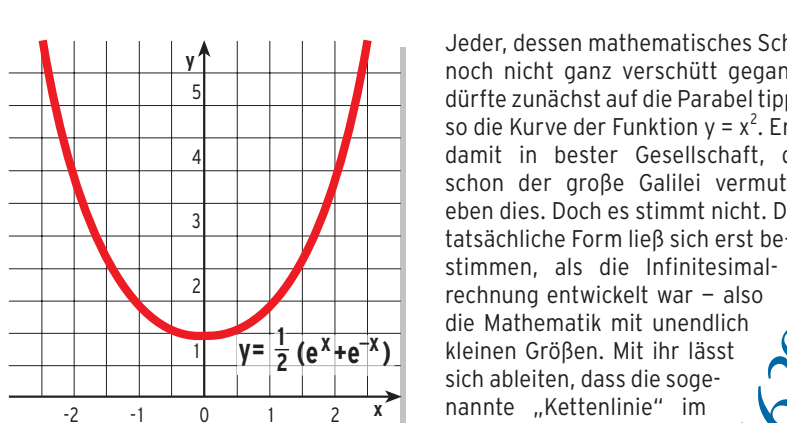 y
5
4
3
2
1
y= 1/2 (eˣ+e⁻ˣ)
-2 -1 0 1 2 x
Jeder, dessen mathematisches Sch
noch nicht ganz verschütt gegan
dürfte zunächst auf die Parabel tipp
so die Kurve der Funktion y = x². Er
damit in bester Gesellschaft, d
schon der große Galilei vermut
eben dies. Doch es stimmt nicht. D
tatsächliche Form ließ sich erst be-
stimmen, als die Infinitesimal-
rechnung entwickelt war – also
die Mathematik mit unendlich
kleinen Größen. Mit ihr lässt
sich ableiten, dass die soge-
nannte „Kettenlinie“ im